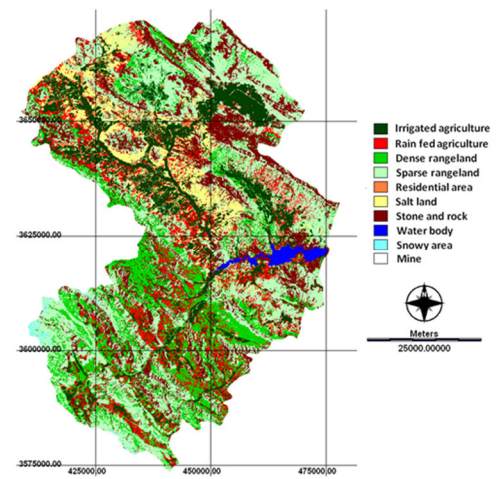 3650000.00
3625000.00
3600000.00
3575000.00
425000.00 450000.00 475000.00
Irrigated agriculture
Rain fed agriculture
Dense rangeland
Sparse rangeland
Residential area
Salt land
Stone and rock
Water body
Snowy area
Mine
Meters
25000.00000